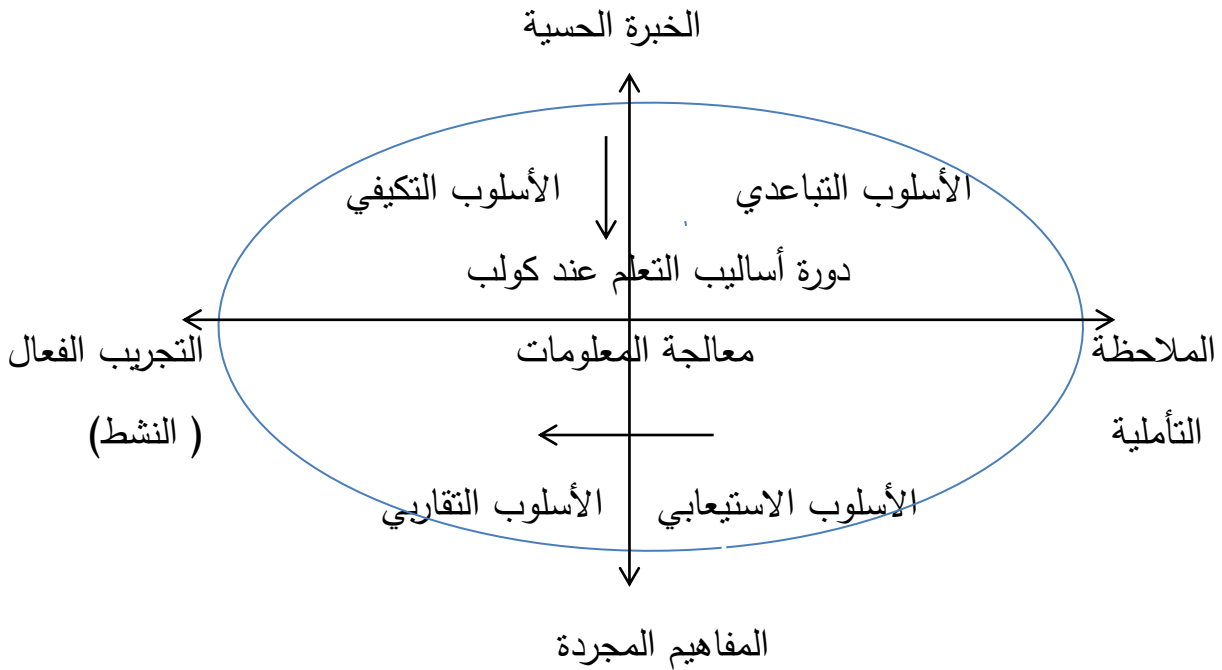 الخبرة الحسية
الأسلوب التباعدي
الأسلوب التكيفي
دورة أساليب التعلم عند كولب
الملاحظة
معالجة المعلومات
التجريب الفعال
التأملية
( النشط)
الأسلوب الاستيعابي
الأسلوب التقاربي
المفاهيم المجردة